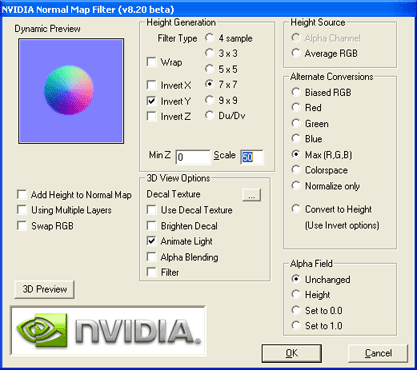 NVIDIA Normal Map Filter (v8.20 beta)
Dynamic Preview
Add Height to Normal Map
Using Multiple Layers
Swap RGB
3D Preview
nVIDIA.
Height Generation
Filter Type
4 sample
3 x 3
Wrap
5 x 5
Invert X
7 x 7
Invert Y
9 x 9
Invert Z
Du/Dv
Min Z
0
Scale
50
3D View Options
Decal Texture
...
Use Decal Texture
Brighten Decal
Animate Light
Alpha Blending
Filter
Height Source
Alpha Channel
Average RGB
Alternate Conversions
Biased RGB
Red
Green
Blue
Max (R,G,B)
Colorspace
Normalize only
Convert to Height
(Use Invert options)
Alpha Field
Unchanged
Height
Set to 0.0
Set to 1.0
OK
Cancel